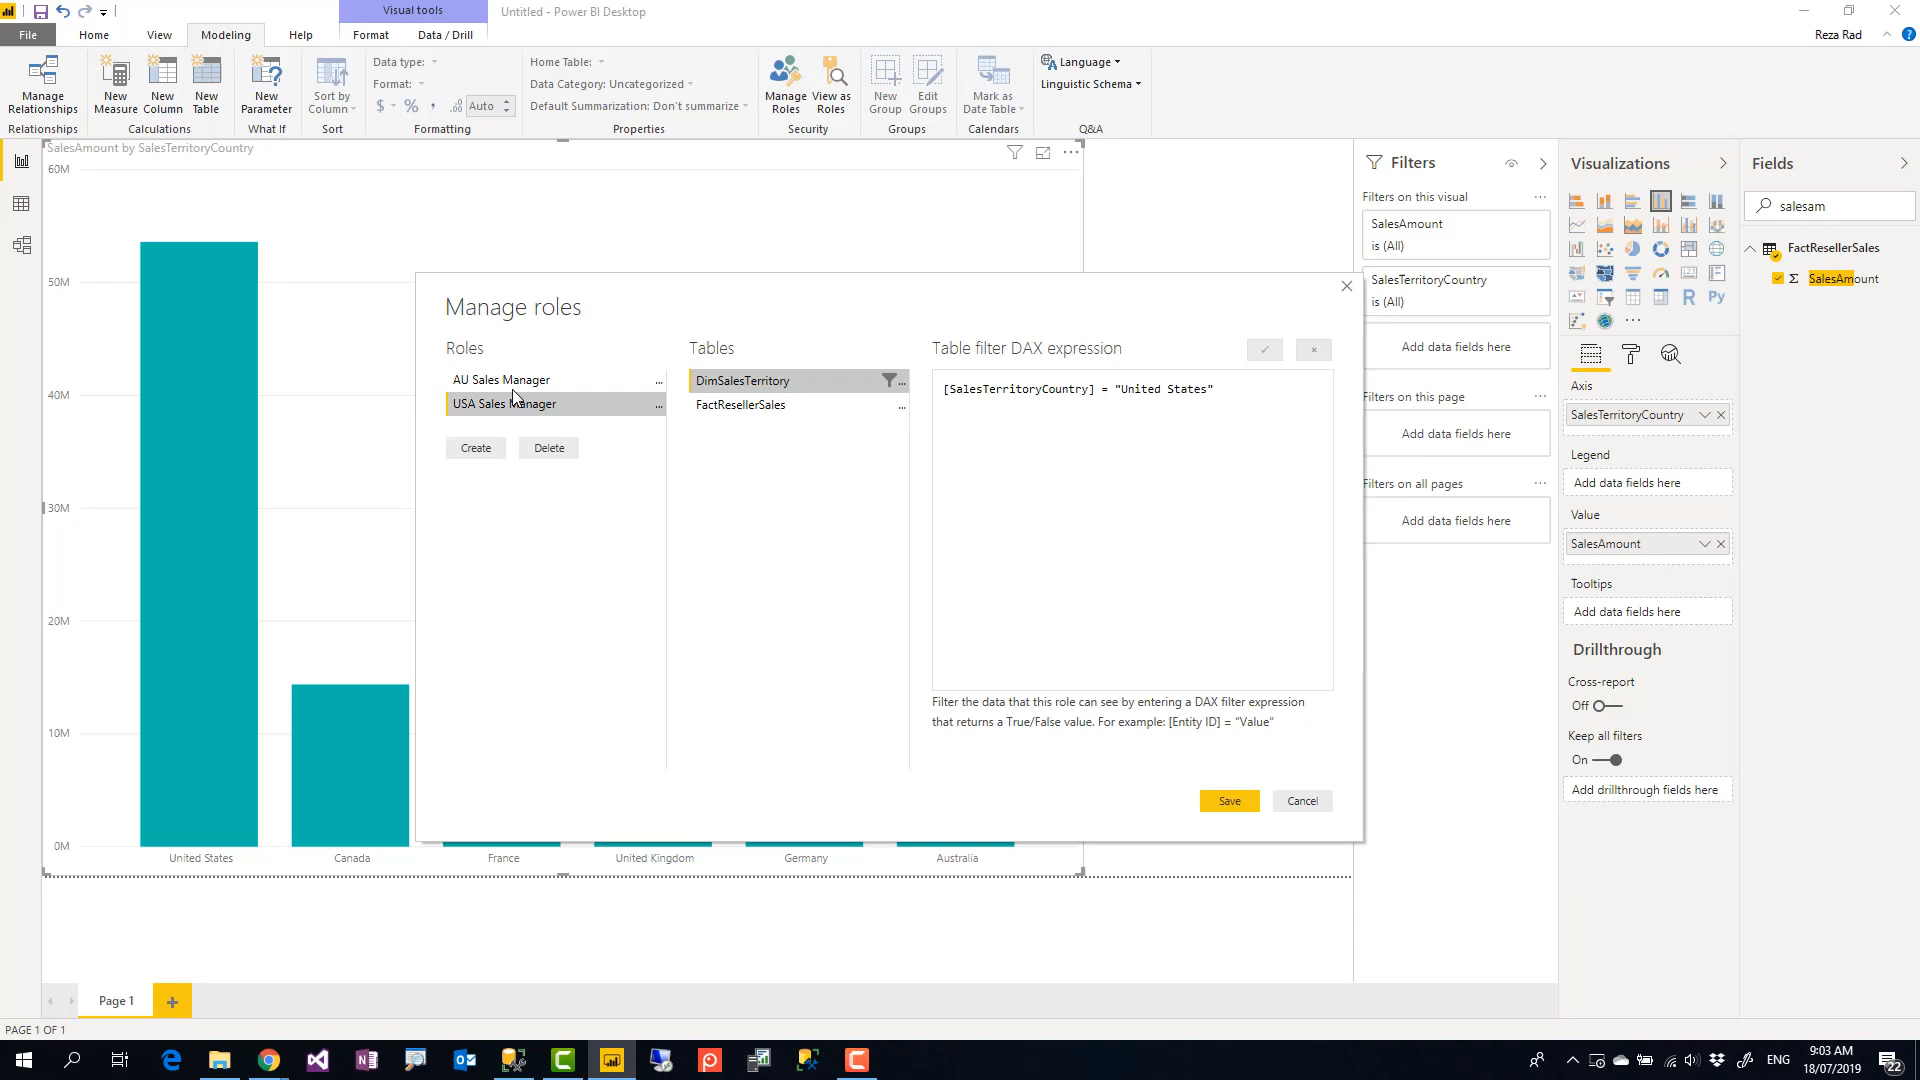 Visual tools
Untitled - Power BI Desktop
File
Home
View
Modeling
Help
Format
Data / Drill
Reza Rad
Manage Relationships
New Measure
New Column
New Table
New Parameter
Sort by Column
Data type:
Format:
$ % , .00 Auto
Home Table:
Data Category: Uncategorized
Default Summarization: Don't summarize
Manage Roles
View as Roles
New Group
Edit Groups
Mark as Date Table
Language
Linguistic Schema
Relationships
Calculations
What If
Sort
Formatting
Properties
Security
Groups
Calendars
Q&A
SalesAmount by SalesTerritoryCountry
60M
50M
40M
30M
20M
10M
0M
United States
Canada
France
United Kingdom
Germany
Australia
Manage roles
Roles
AU Sales Manager ...
USA Sales Manager ...
Create
Delete
Tables
DimSalesTerritory ...
FactResellerSales ...
Table filter DAX expression
[SalesTerritoryCountry] = "United States"
Filter the data that this role can see by entering a DAX filter expression
that returns a True/False value. For example: [Entity ID] = "Value"
Save
Cancel
Filters
Filters on this visual ...
SalesAmount
is (All)
SalesTerritoryCountry
is (All)
Add data fields here
Filters on this page ...
Add data fields here
Filters on all pages ...
Add data fields here
Visualizations
R
Py
Axis
SalesTerritoryCountry
Legend
Add data fields here
Value
SalesAmount
Tooltips
Add data fields here
Drillthrough
Cross-report
Off
Keep all filters
On
Add drillthrough fields here
Fields
salesam
FactResellerSales
Σ SalesAmount
Page 1
PAGE 1 OF 1
ENG
9:03 AM
18/07/2019
22